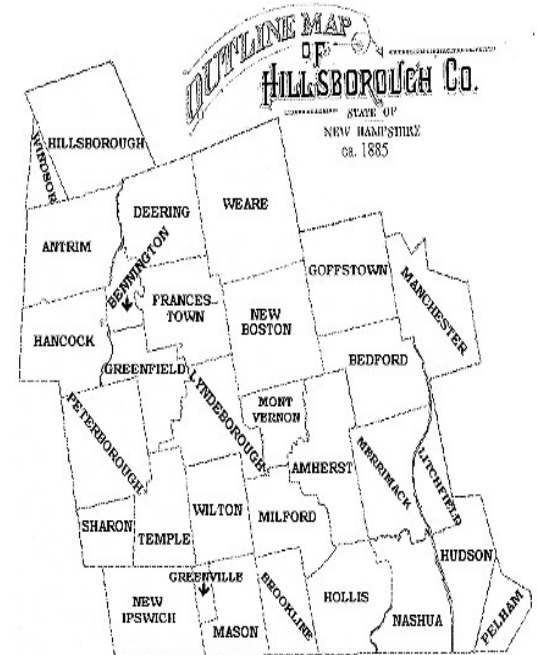 OUTLINE MAP
OF
HILLSBOROUGH CO.
STATE OF
NEW HAMPSHIRE
CR. 1885
HILLSBOROUGH
WINDSOR
DEERING
WEARE
ANTRIM
BENNINGTON
GOFFSTOWN
MANCHESTER
FRANCES-
TOWN
NEW
BOSTON
HANCOCK
GREENFIELD
BEDFORD
PETERBOROUGH
LYNDEBOROUGH
MONT
VERNON
AMHERST
MERRIMACK
LITCHFIELD
SHARON
TEMPLE
WILTON
MILFORD
HUDSON
GREENVILLE
NEW
IPSWICH
MASON
BROOKLINE
HOLLIS
NASHUA
PELHAM